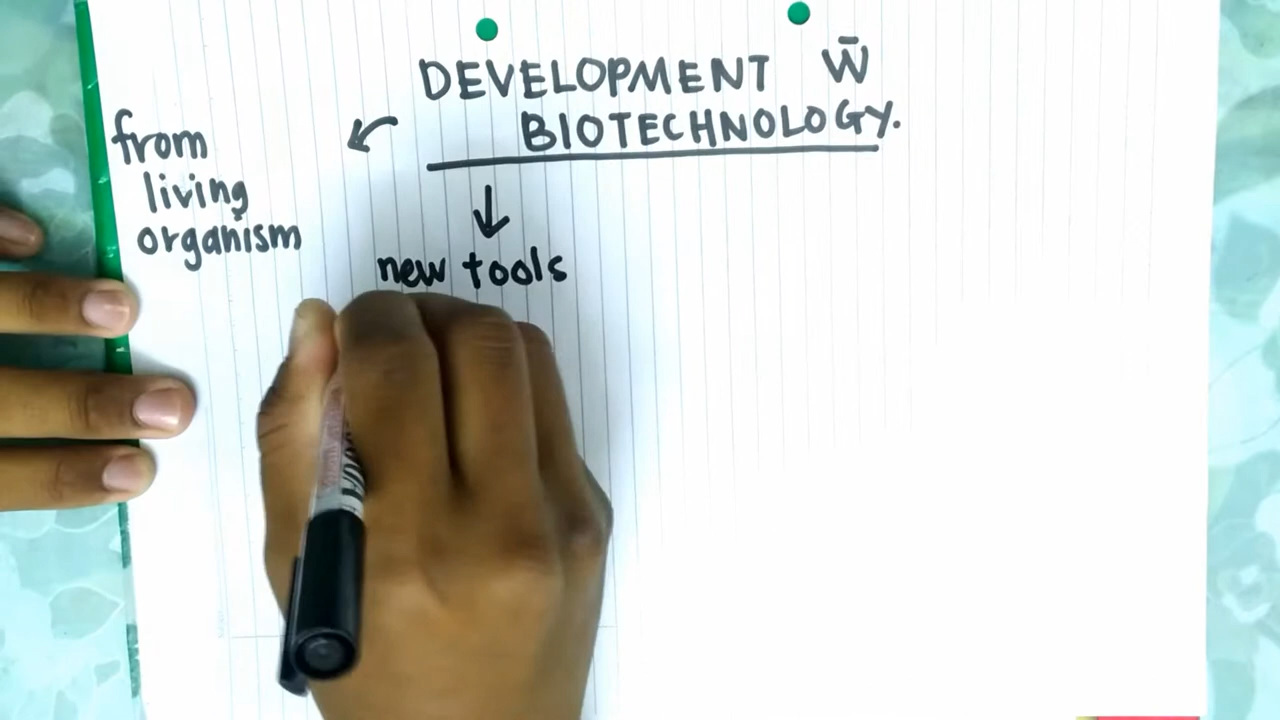 DEVELOPMENT W̄
BIOTECHNOLOGY.
from
living
organism
new tools